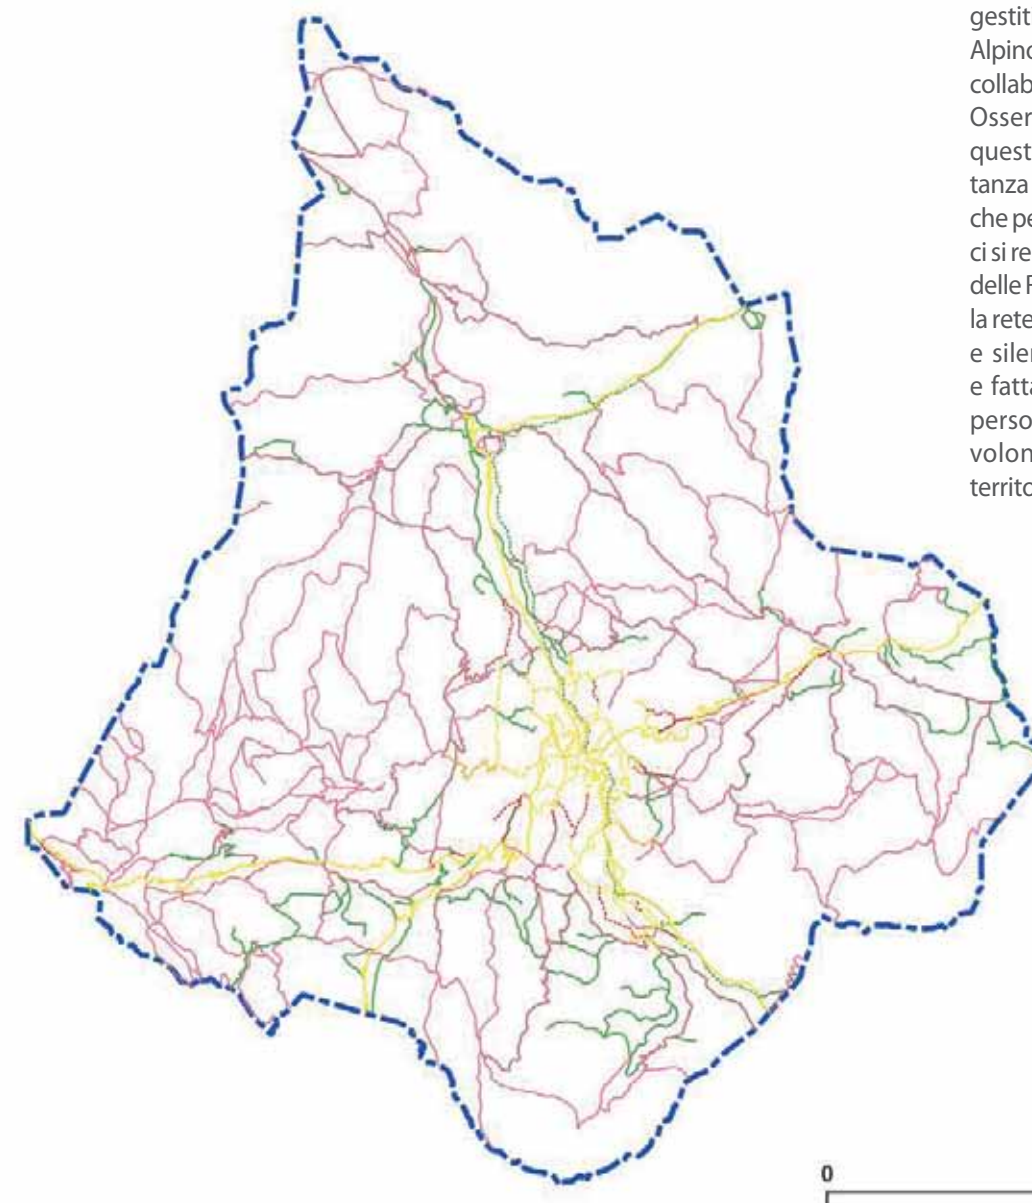 gestit
Alpino
collab
Osser
quest
tanza
che pe
ci si re
delle F
la rete
e siler
e fatta
perso
volon
territo
0